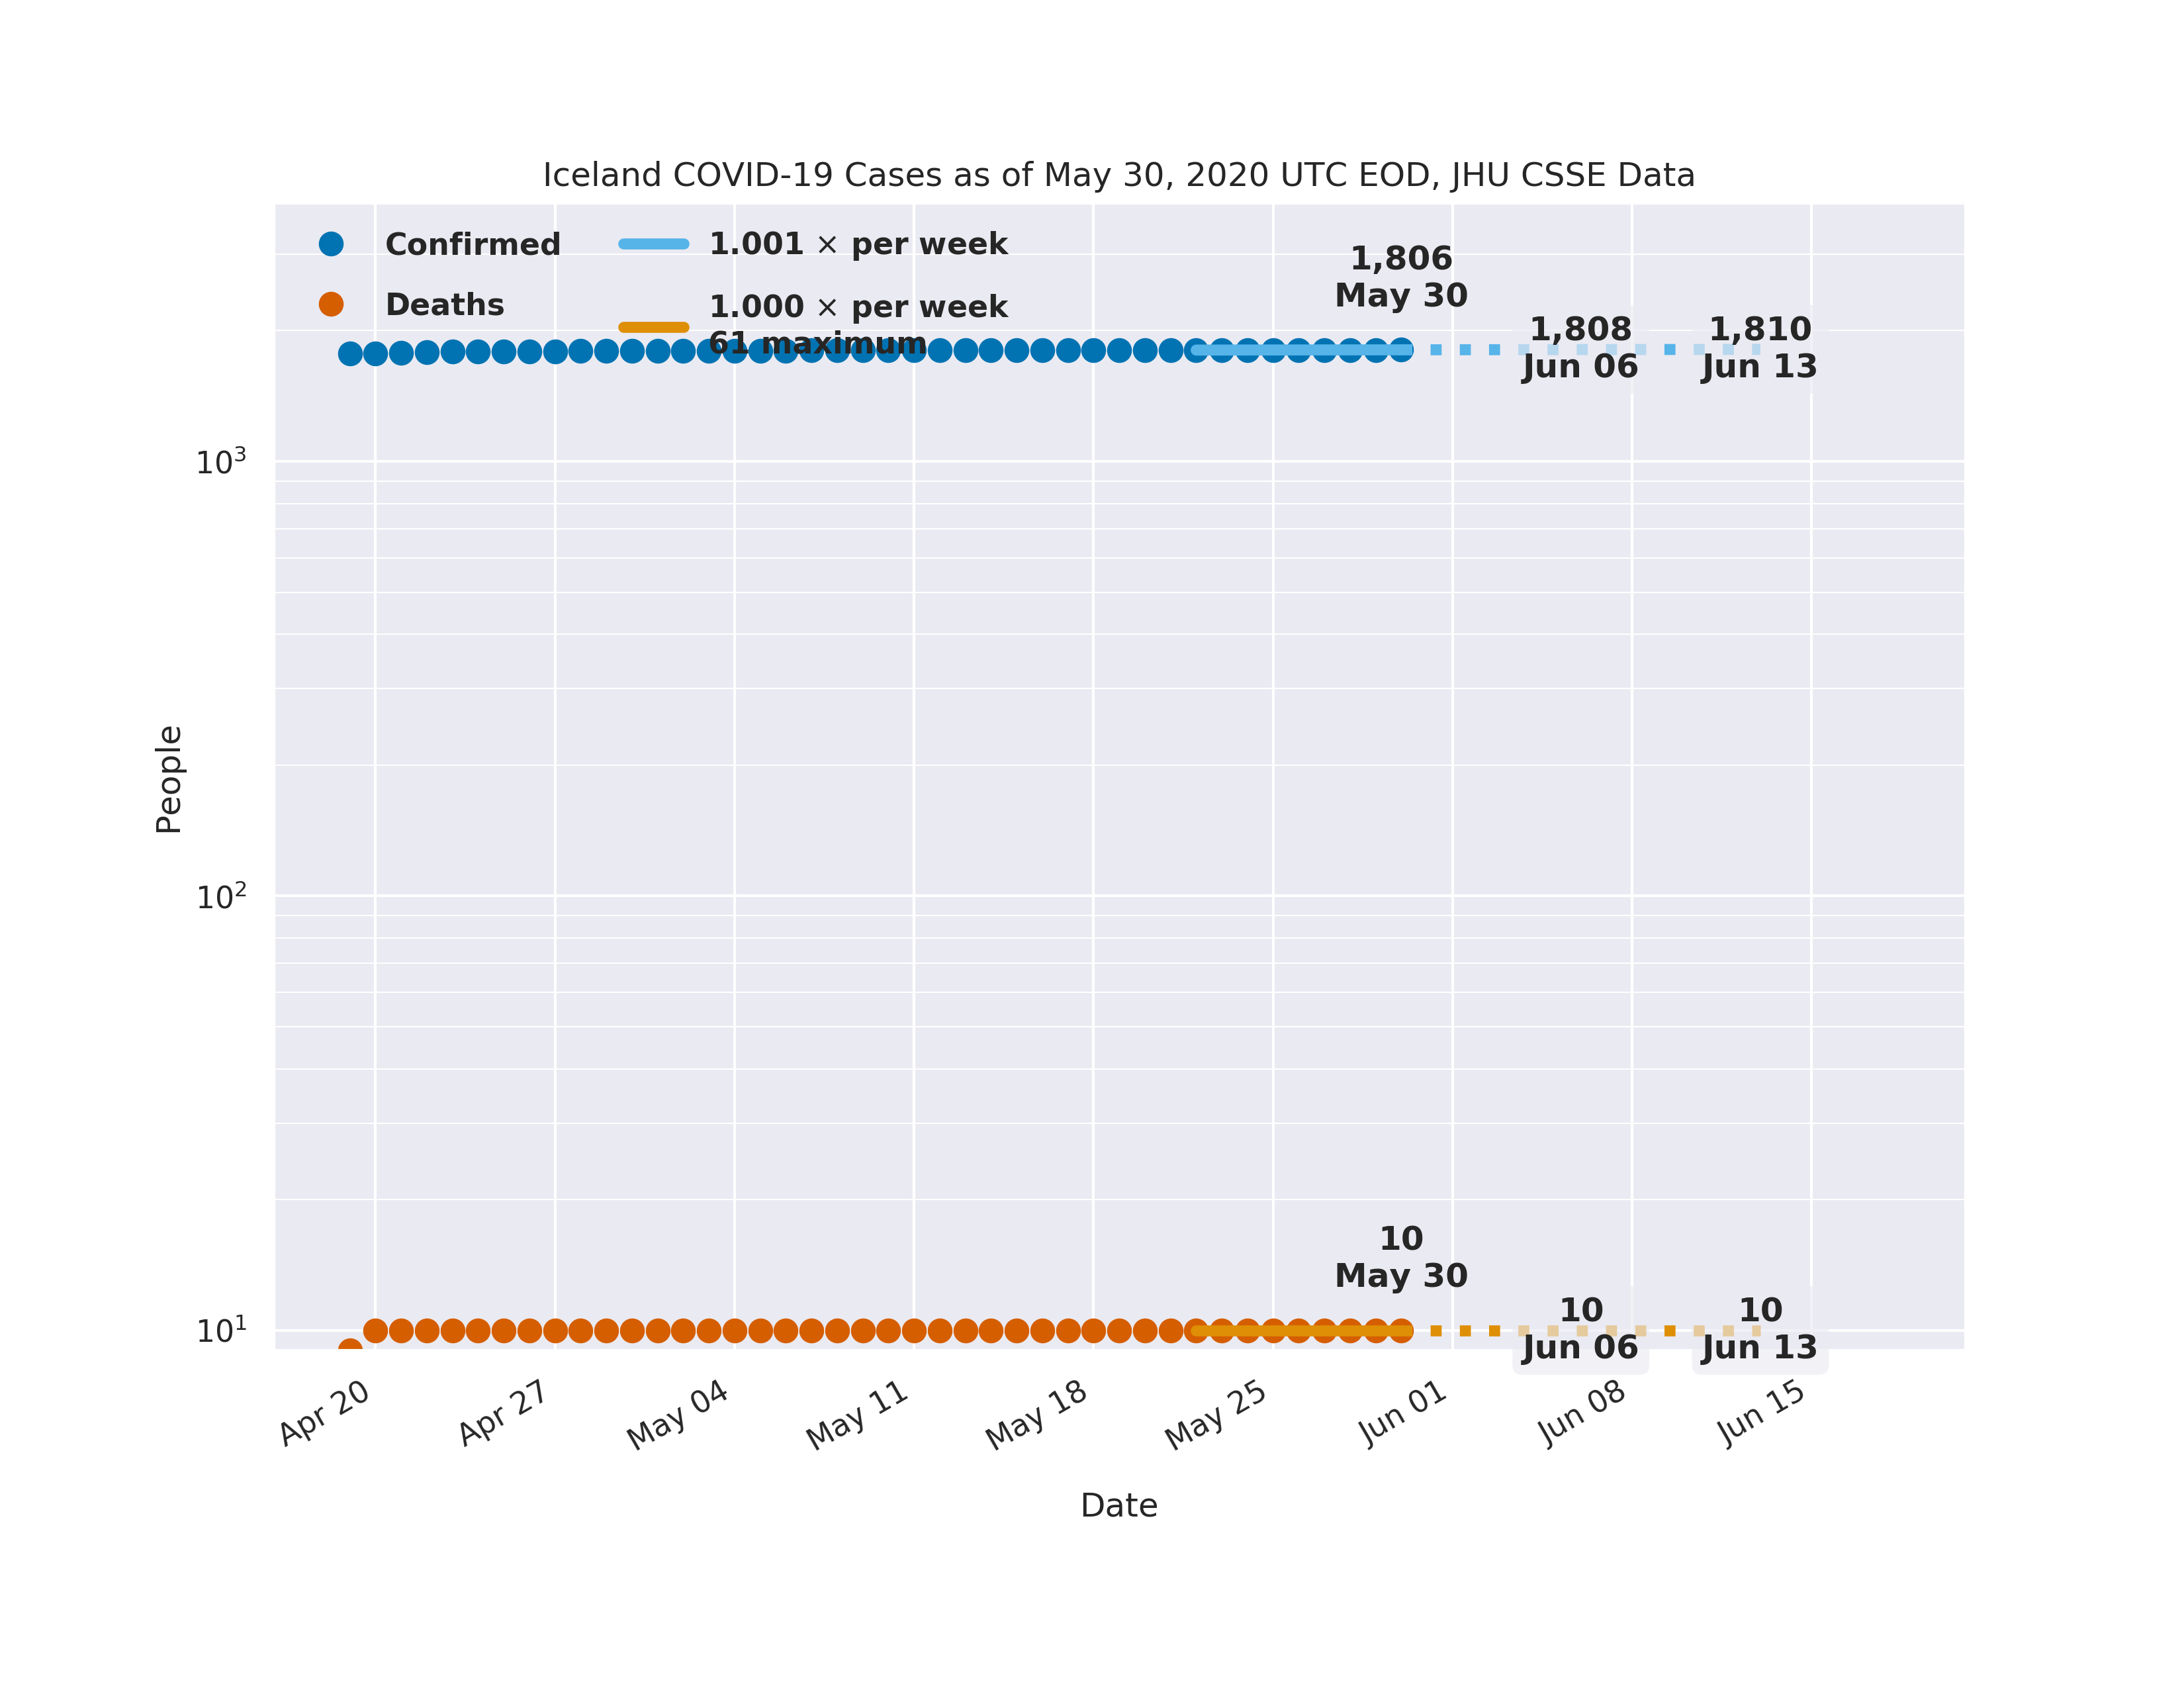 Iceland COVID-19 Cases as of May 30, 2020 UTC EOD, JHU CSSE Data
Confirmed
Deaths
1.001 × per week
1.000 × per week
61 maximum
1,806
May 30
1,808
Jun 06
1,810
Jun 13
10³
10²
10¹
People
10
May 30
10
Jun 06
10
Jun 13
Apr 20
Apr 27
May 04
May 11
May 18
May 25
Jun 01
Jun 08
Jun 15
Date